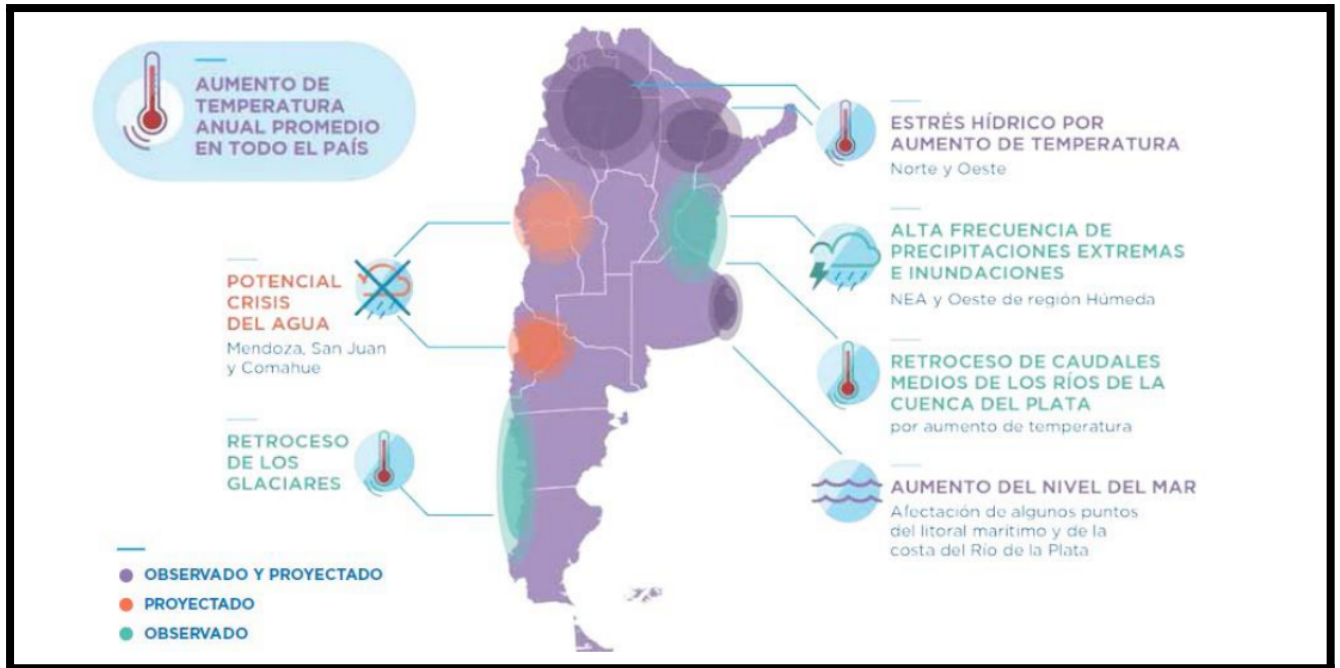 AUMENTO DE
TEMPERATURA
ANUAL PROMEDIO
EN TODO EL PAÍS
ESTRÉS HÍDRICO POR
AUMENTO DE TEMPERATURA
Norte y Oeste
ALTA FRECUENCIA DE
PRECIPITACIONES EXTREMAS
E INUNDACIONES
NEA y Oeste de región Húmeda
POTENCIAL
CRISIS
DEL AGUA
Mendoza, San Juan
y Comahue
RETROCESO DE CAUDALES
MEDIOS DE LOS RÍOS DE LA
CUENCA DEL PLATA
por aumento de temperatura
RETROCESO
DE LOS
GLACIARES
AUMENTO DEL NIVEL DEL MAR
Afectación de algunos puntos
del litoral marítimo y de la
costa del Río de la Plata
OBSERVADO Y PROYECTADO
PROYECTADO
OBSERVADO